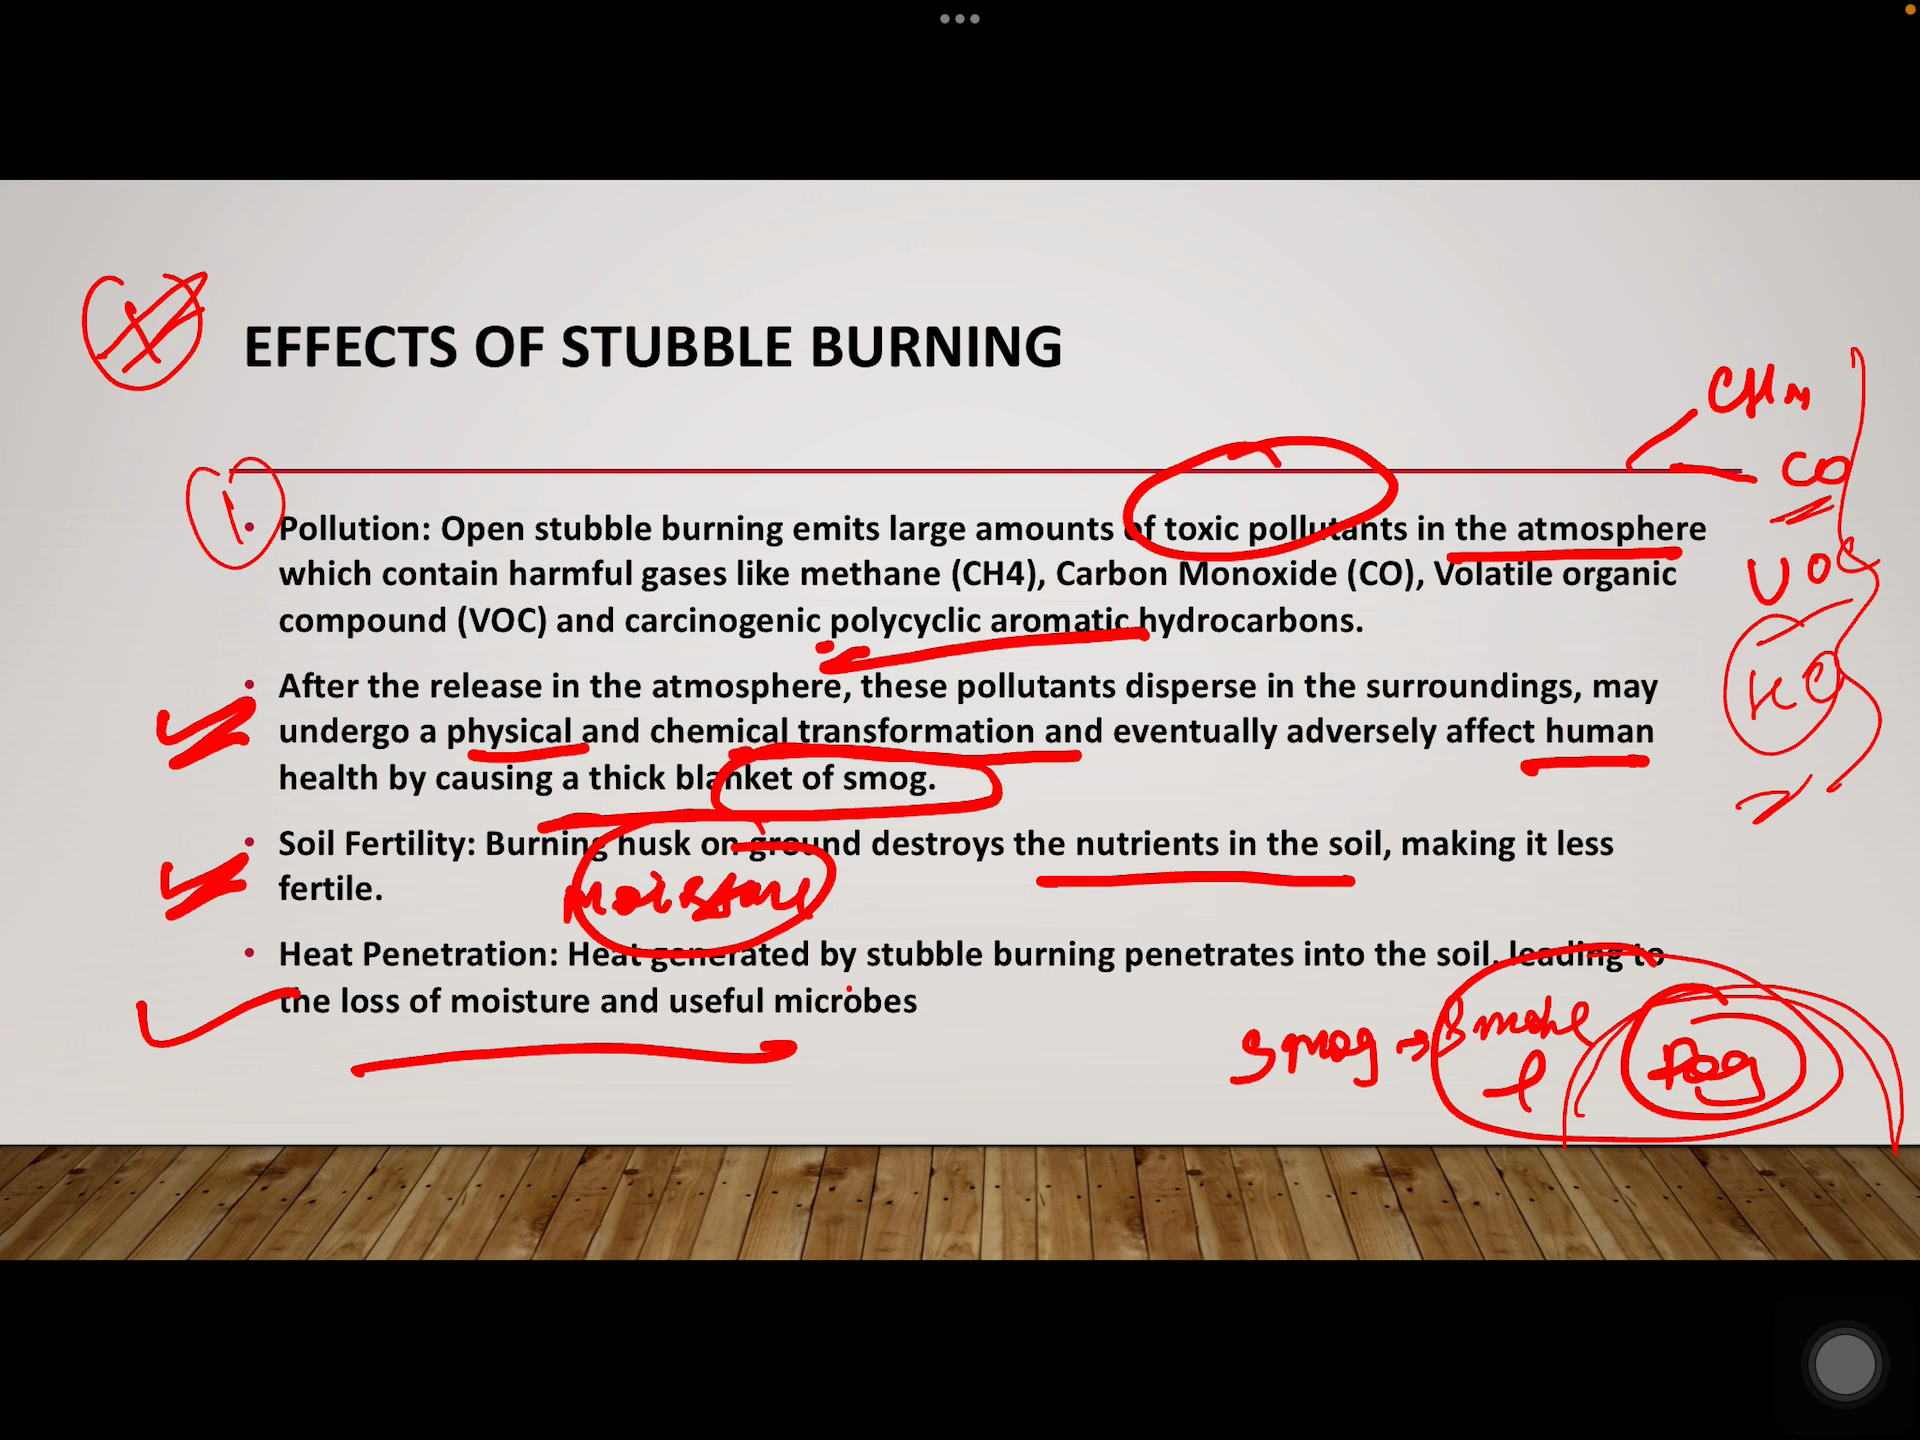 EFFECTS OF STUBBLE BURNING
CH4
CO
VOC
HC
1
• Pollution: Open stubble burning emits large amounts of toxic pollutants in the atmosphere
which contain harmful gases like methane (CH4), Carbon Monoxide (CO), Volatile organic
compound (VOC) and carcinogenic polycyclic aromatic hydrocarbons.
• After the release in the atmosphere, these pollutants disperse in the surroundings, may
undergo a physical and chemical transformation and eventually adversely affect human
health by causing a thick blanket of smog.
• Soil Fertility: Burning husk on ground destroys the nutrients in the soil, making it less
fertile.
moisture
• Heat Penetration: Heat generated by stubble burning penetrates into the soil, leading to
the loss of moisture and useful microbes
Smog → Smoke
+ Fog